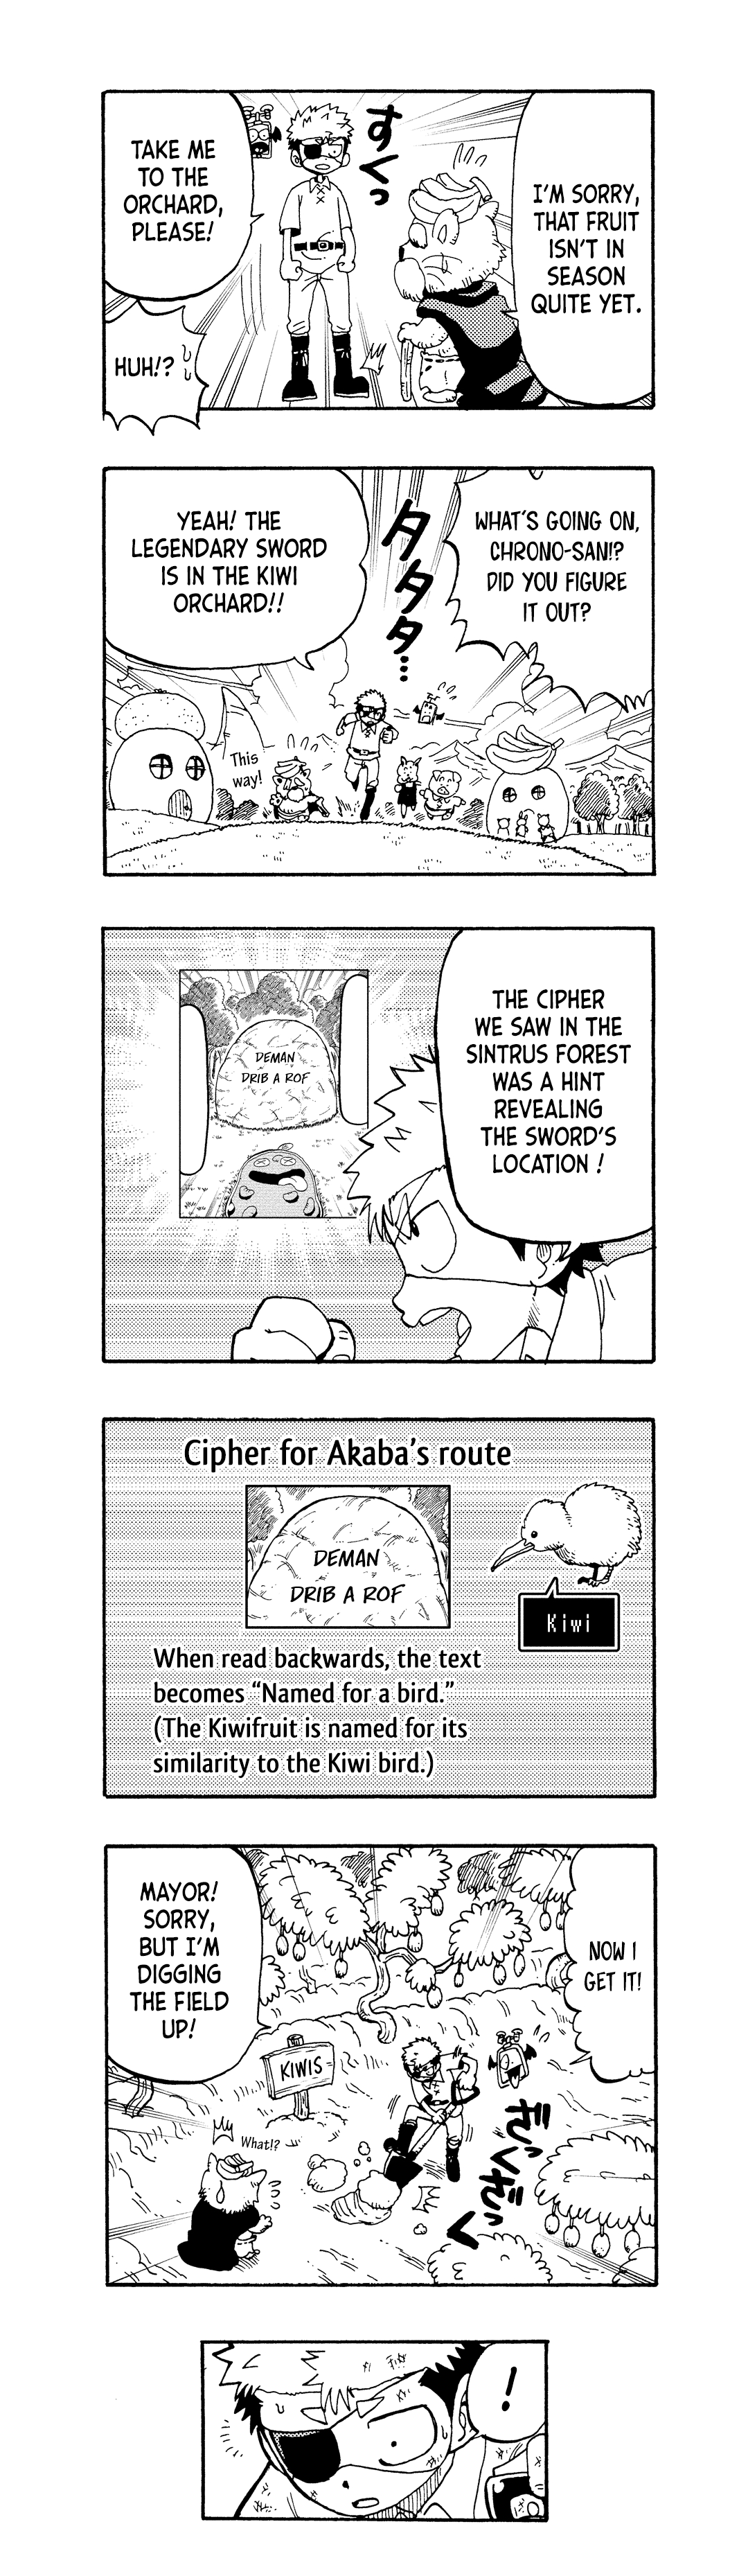 I'M SORRY,
THAT FRUIT
ISN'T IN
SEASON
QUITE YET.
すくっ
TAKE ME
TO THE
ORCHARD,
PLEASE!
HUH!?
WHAT'S GOING ON,
CHRONO-SAN!?
DID YOU FIGURE
IT OUT?
タタタ…
YEAH! THE
LEGENDARY SWORD
IS IN THE KIWI
ORCHARD!!
This
way!
THE CIPHER
WE SAW IN THE
SINTRUS FOREST
WAS A HINT
REVEALING
THE SWORD'S
LOCATION!
DEMAN
DRIB A ROF
Cipher for Akaba's route
DEMAN
DRIB A ROF
Kiwi
When read backwards, the text
becomes “Named for a bird.”
(The Kiwifruit is named for its
similarity to the Kiwi bird.)
NOW I
GET IT!
MAYOR!
SORRY,
BUT I'M
DIGGING
THE FIELD
UP!
KIWIS
What!?
!